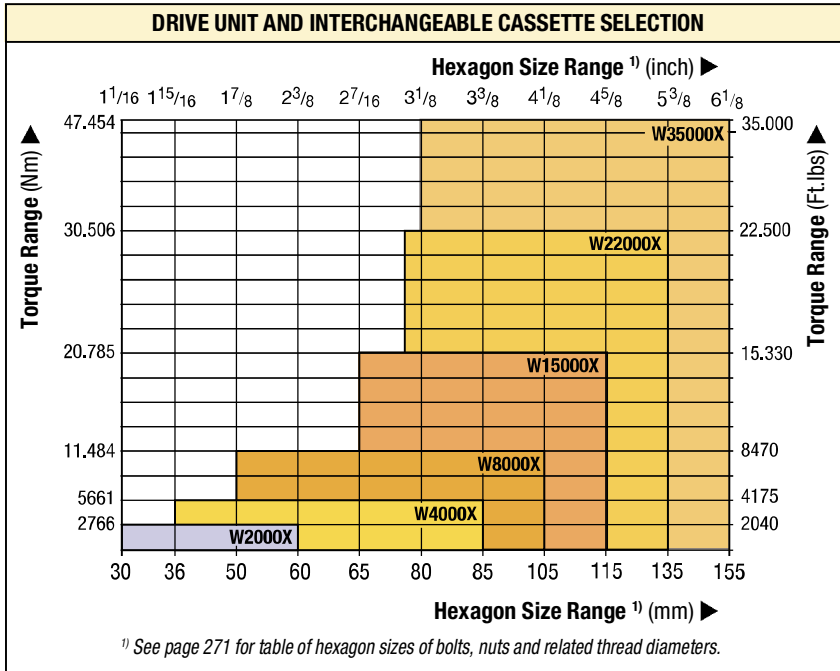 DRIVE UNIT AND INTERCHANGEABLE CASSETTE SELECTION
Hexagon Size Range 1) (inch) ▶
1 1/16 1 15/16 1 7/8 2 3/8 2 7/16 3 1/8 3 3/8 4 1/8 4 5/8 5 3/8 6 1/8
Torque Range (Nm) ▶
47.454
30.506
20.785
11.484
5661
2766
W35000X
W22000X
W15000X
W8000X
W4000X
W2000X
35.000
22.500
15.330
8470
4175
2040
Torque Range (Ft.lbs) ▶
30 36 50 60 65 80 85 105 115 135 155
Hexagon Size Range 1) (mm) ▶
1) See page 271 for table of hexagon sizes of bolts, nuts and related thread diameters.